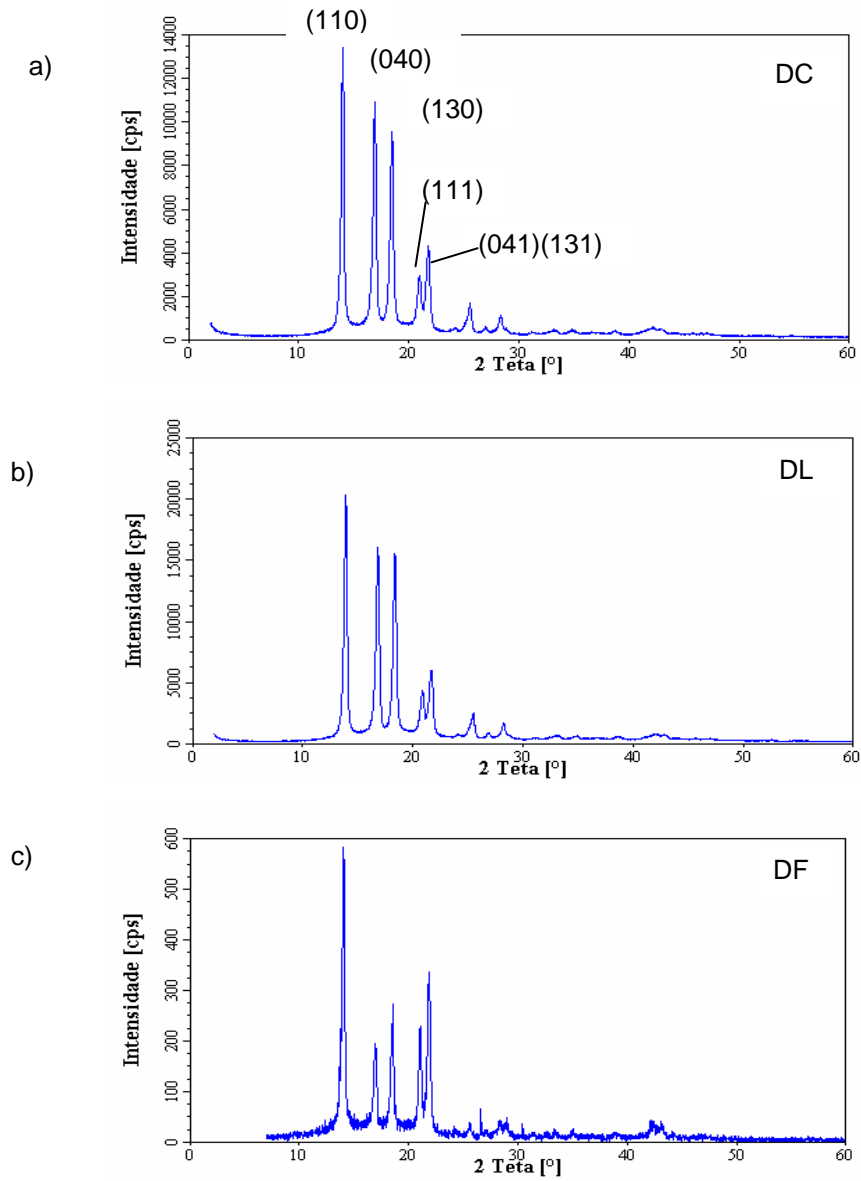 (110)
a)
(040)
DC
(130)
(111)
(041)(131)
Intensidade [cps]
14000
12000
10000
8000
6000
4000
2000
0
0 10 20 30 40 50 60
2 Teta [°]
b)
DL
Intensidade [cps]
25000
20000
15000
10000
5000
0
0 10 20 30 40 50 60
2 Teta [°]
c)
DF
Intensidade [cps]
600
500
400
300
200
100
0
0 10 20 30 40 50 60
2 Teta [°]